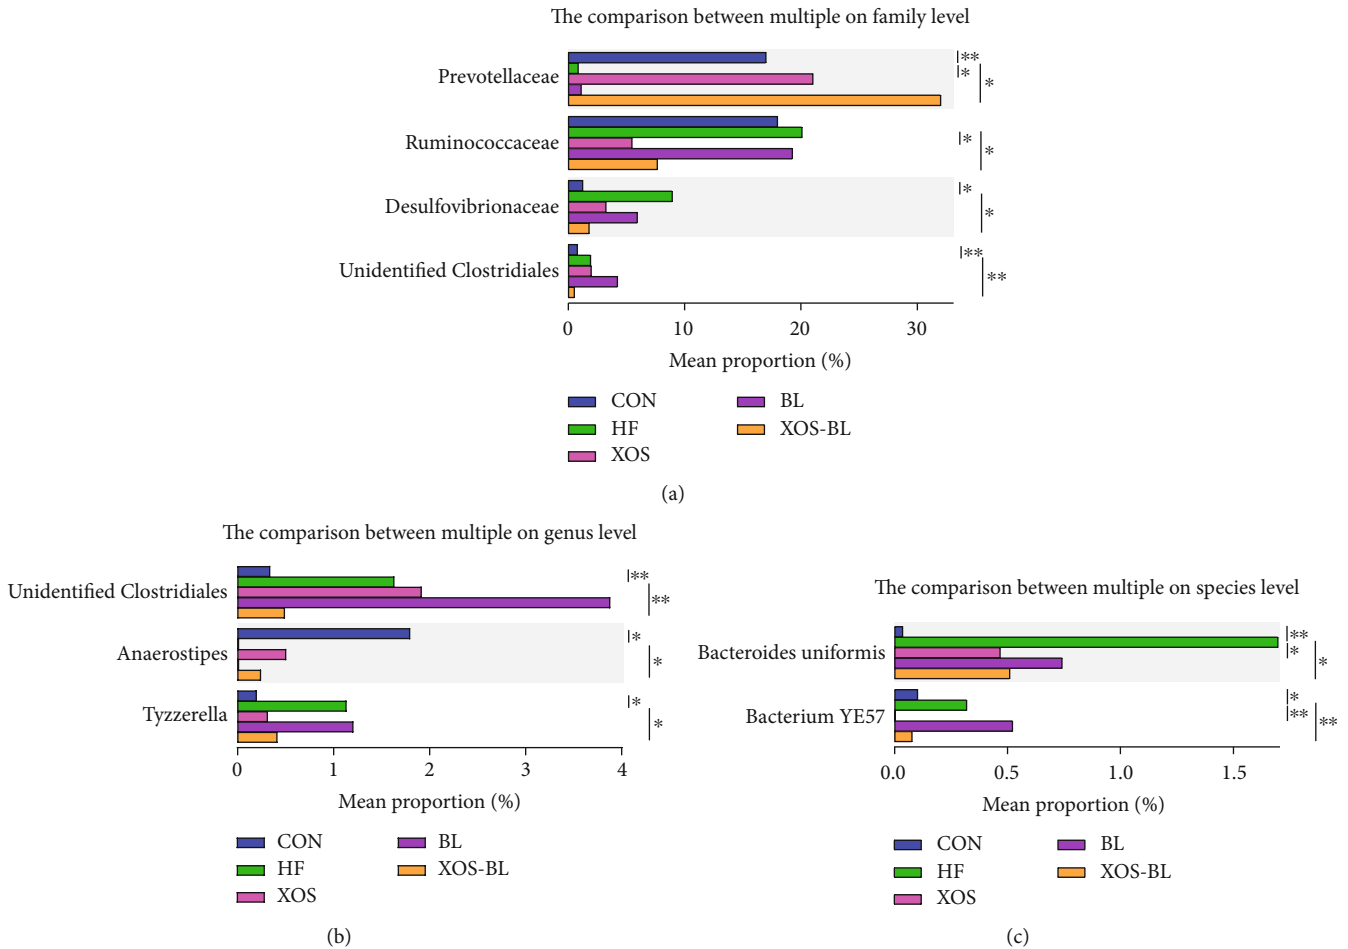 The comparison between multiple on family level
Prevotellaceae
**
*
*
Ruminococcaceae
*
*
Desulfovibrionaceae
*
*
Unidentified Clostridiales
**
**
0 10 20 30
Mean proportion (%)
CON BL
HF XOS-BL
XOS
(a)
The comparison between multiple on genus level
Unidentified Clostridiales
**
**
Anaerostipes
*
*
Tyzzerella
*
*
0 1 2 3 4
Mean proportion (%)
CON BL
HF XOS-BL
XOS
(b)
The comparison between multiple on species level
Bacteroides uniformis
**
*
*
Bacterium YE57
*
**
**
0.0 0.5 1.0 1.5
Mean proportion (%)
CON BL
HF XOS-BL
XOS
(c)